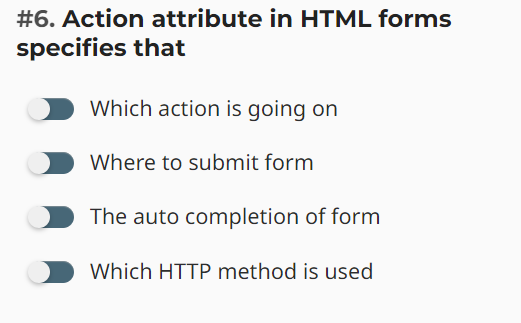 #6. Action attribute in HTML forms
specifies that
Which action is going on
Where to submit form
The auto completion of form
Which HTTP method is used